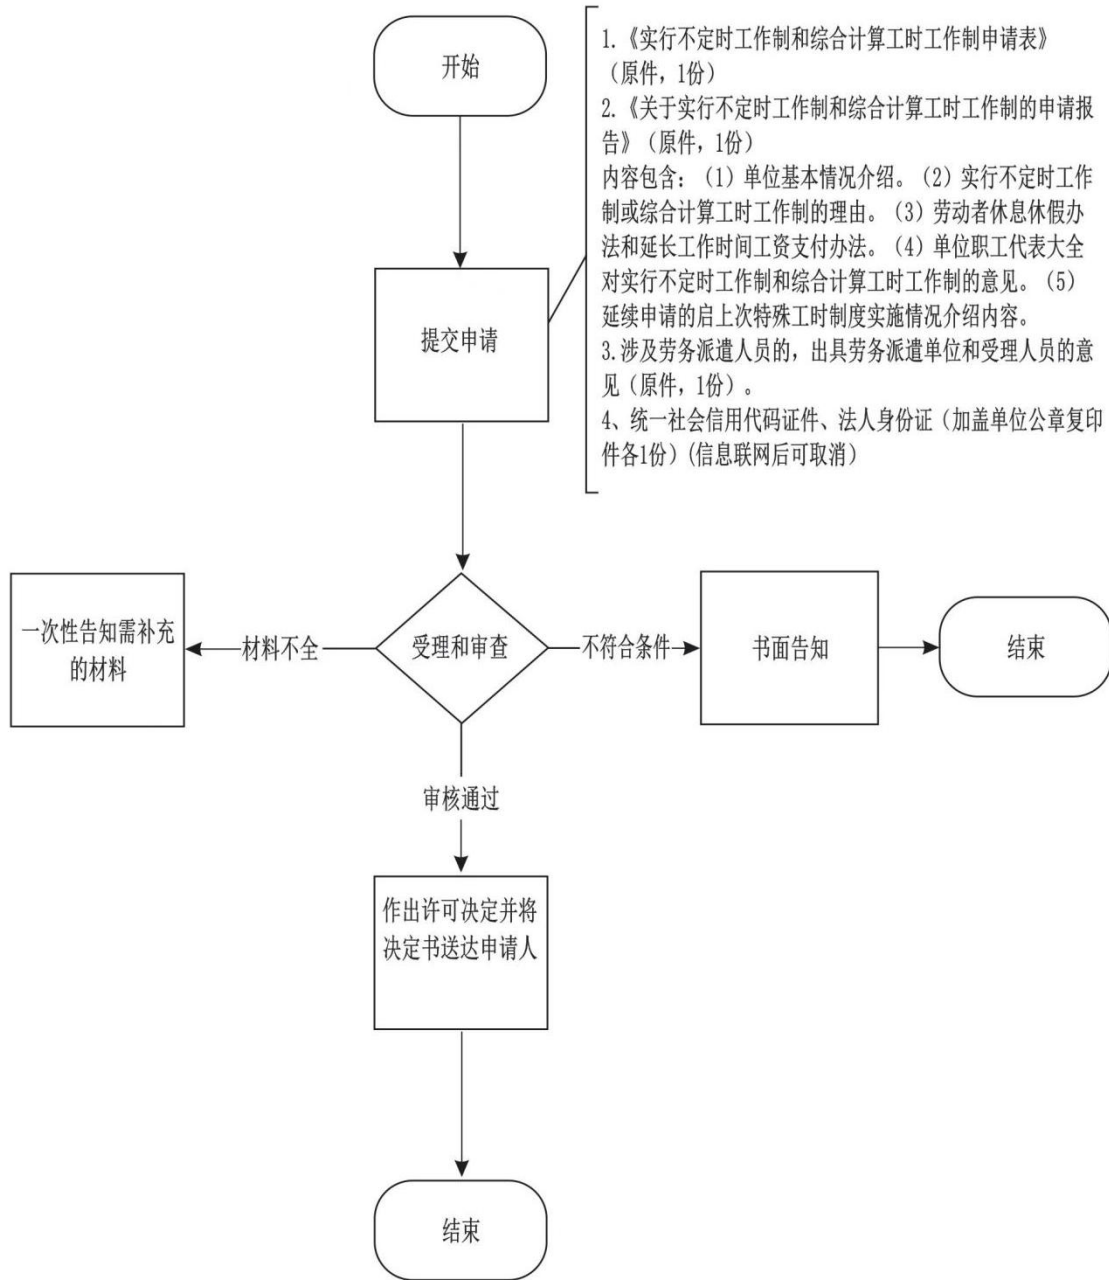 开始
1.《实行不定时工作制和综合计算工时工作制申请表》
（原件，1份）
2.《关于实行不定时工作制和综合计算工时工作制的申请报
告》（原件，1份）
内容包含：（1）单位基本情况介绍。（2）实行不定时工作
制或综合计算工时工作制的理由。（3）劳动者休息休假办
法和延长工作时间工资支付办法。（4）单位职工代表大全
对实行不定时工作制和综合计算工时工作制的意见。（5）
延续申请的启上次特殊工时制度实施情况介绍内容。
3.涉及劳务派遣人员的，出具劳务派遣单位和受理人员的意
见（原件，1份）。
4、统一社会信用代码证件、法人身份证（加盖单位公章复印
件各1份）(信息联网后可取消)
提交申请
一次性告知需补充
的材料
材料不全
受理和审查
不符合条件
书面告知
结束
审核通过
作出许可决定并将
决定书送达申请人
结束